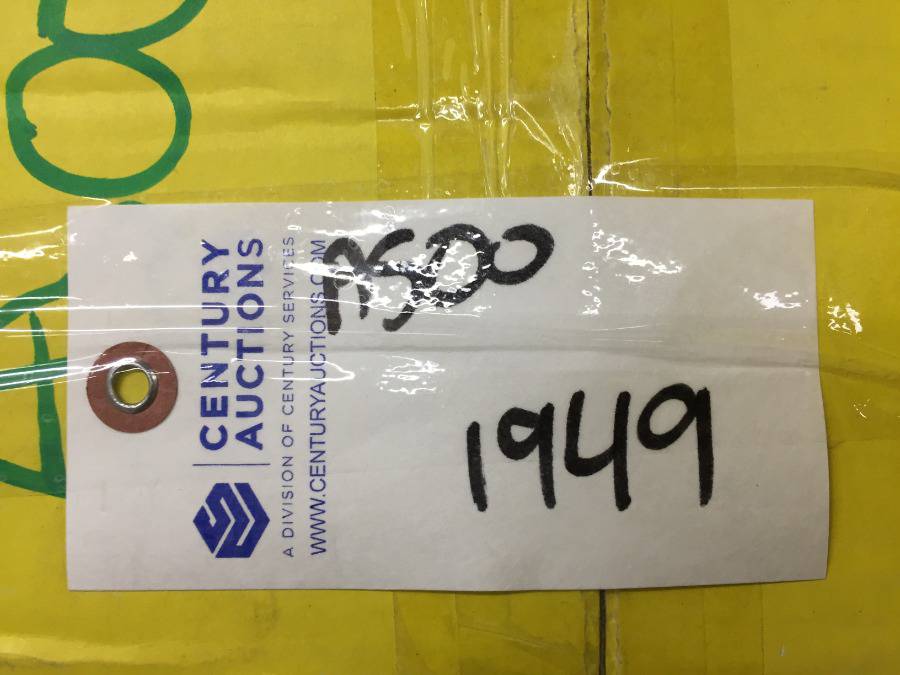 CENTURY
AUCTIONS
A DIVISION OF CENTURY SERVICES
WWW.CENTURYAUCTIONS.COM
1949